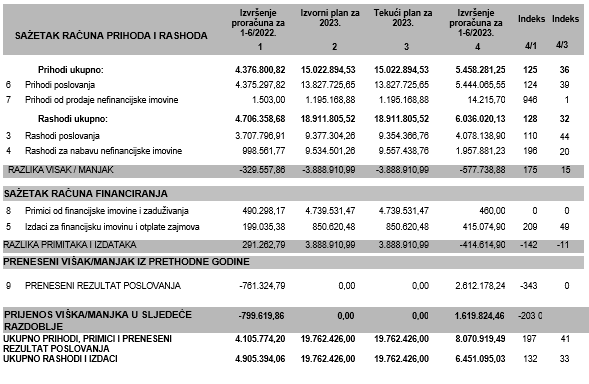 SAŽETAK RAČUNA PRIHODA I RASHODA Izvršenje proračuna za 1-6/2022. Izvorni plan za 2023. Tekući plan za 2023. Izvršenje proračuna za 1-6/2023. Indeks Indeks
1 2 3 4 4/1 4/3
Prihodi ukupno: 4.376.800,82 15.022.894,53 15.022.894,53 5.458.281,25 125 36
6 Prihodi poslovanja 4.375.297,82 13.827.725,65 13.827.725,65 5.444.065,55 124 39
7 Prihodi od prodaje nefinancijske imovine 1.503,00 1.195.168,88 1.195.168,88 14.215,70 946 1
Rashodi ukupno: 4.706.358,68 18.911.805,52 18.911.805,52 6.036.020,13 128 32
3 Rashodi poslovanja 3.707.796,91 9.377.304,26 9.354.366,76 4.078.138,90 110 44
4 Rashodi za nabavu nefinancijske imovine 998.561,77 9.534.501,26 9.557.438,76 1.957.881,23 196 20
RAZLIKA VISAK / MANJAK -329.557,86 -3.888.910,99 -3.888.910,99 -577.738,88 175 15
SAŽETAK RAČUNA FINANCIRANJA
8 Primici od financijske imovine i zaduživanja 490.298,17 4.739.531,47 4.739.531,47 460,00 0 0
5 Izdaci za financijsku imovinu i otplate zajmova 199.035,38 850.620,48 850.620,48 415.074,90 209 49
RAZLIKA PRIMITAKA I IZDATAKA 291.262,79 3.888.910,99 3.888.910,99 -414.614,90 -142 -11
PRENESENI VIŠAK/MANJAK IZ PRETHODNE GODINE
9 PRENESENI REZULTAT POSLOVANJA -761.324,79 0,00 0,00 2.612.178,24 -343 0
PRIJENOS VIŠKA/MANJKA U SLJEDEĆE RAZDOBLJE -799.619,86 0,00 0,00 1.619.824,46 -203 0
UKUPNO PRIHODI, PRIMICI I PRENESENI REZULTAT POSLOVANJA 4.105.774,20 19.762.426,00 19.762.426,00 8.070.919,49 197 41
UKUPNO RASHODI I IZDACI 4.905.394,06 19.762.426,00 19.762.426,00 6.451.095,03 132 33